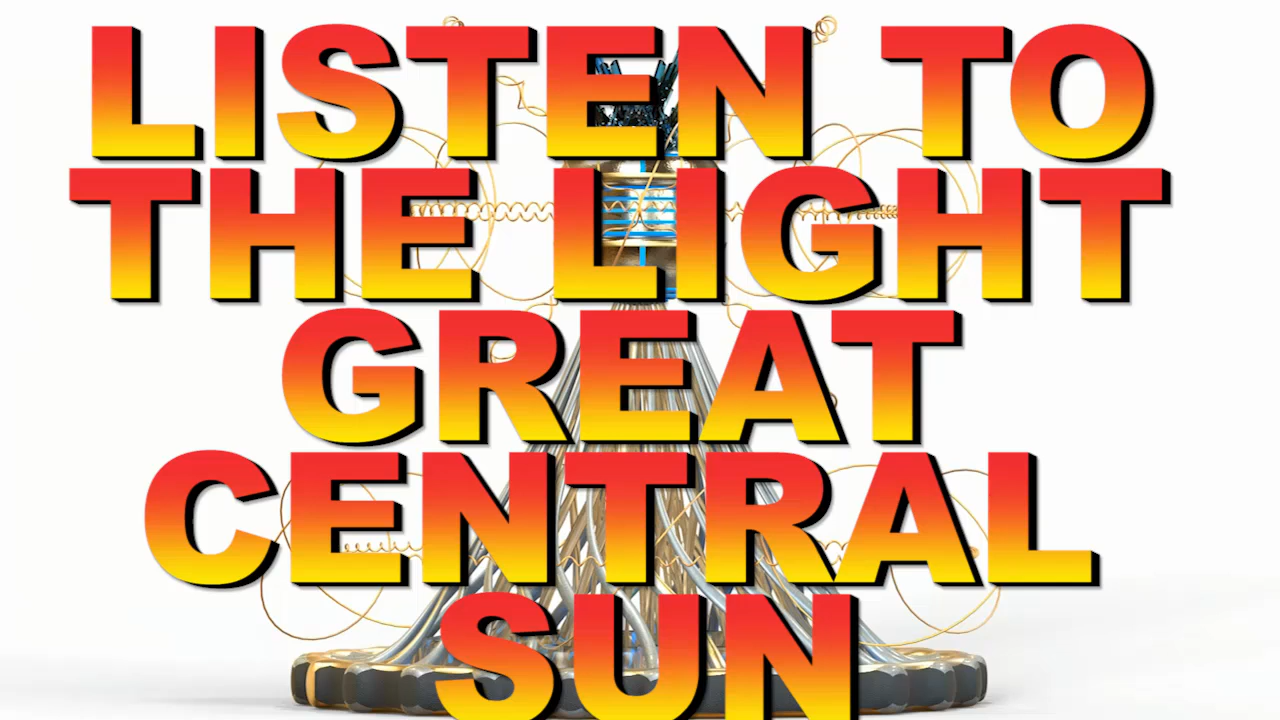 LISTEN TO
THE LIGHT
GREAT
CENTRAL
SUN